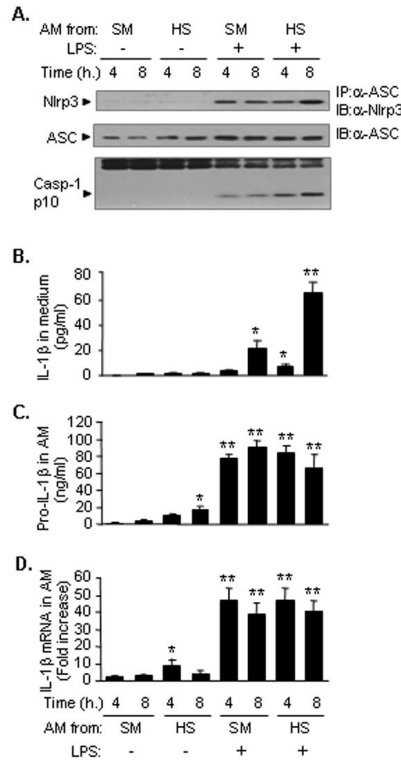 A.
AM from: SM HS SM HS
LPS: - - + +
Time (h.) 4 8 4 8 4 8 4 8
Nlrp3 IP:α-ASC
IB:α-Nlrp3
ASC IB:α-ASC
Casp-1
p10
B.
IL-1β in medium
(pg/ml)
80
60
40
20
0
* * **
C.
Pro-IL-1β in AM
(ng/ml)
120
100
80
60
40
20
0
* ** ** ** **
D.
IL-1β mRNA in AM
(Fold increase)
60
50
40
30
20
10
0
* ** ** ** **
Time (h.) 4 8 4 8 4 8 4 8
AM from: SM HS SM HS
LPS: - - + +